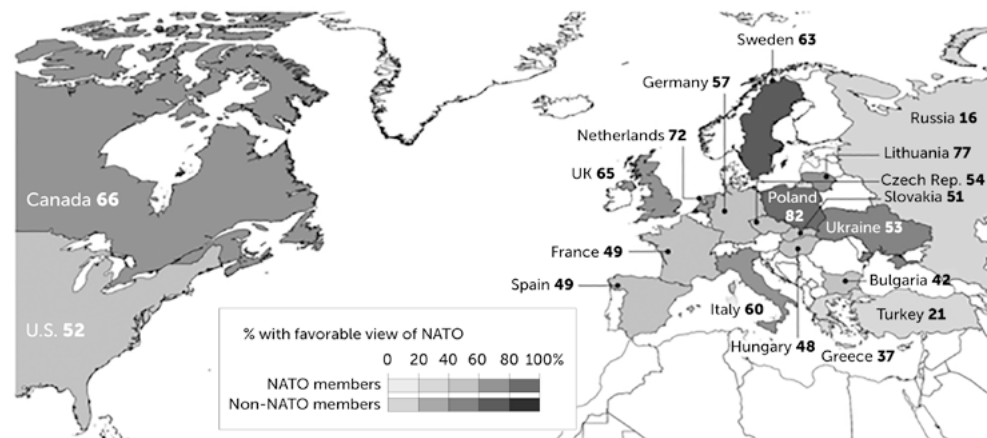 Sweden 63
Germany 57
Russia 16
Netherlands 72
Lithuania 77
UK 65
Czech Rep. 54
Poland
82
Slovakia 51
Canada 66
Ukraine 53
France 49
Bulgaria 42
Spain 49
Italy 60
Turkey 21
U.S. 52
Hungary 48
Greece 37
% with favorable view of NATO
0 20 40 60 80 100%
NATO members
Non-NATO members